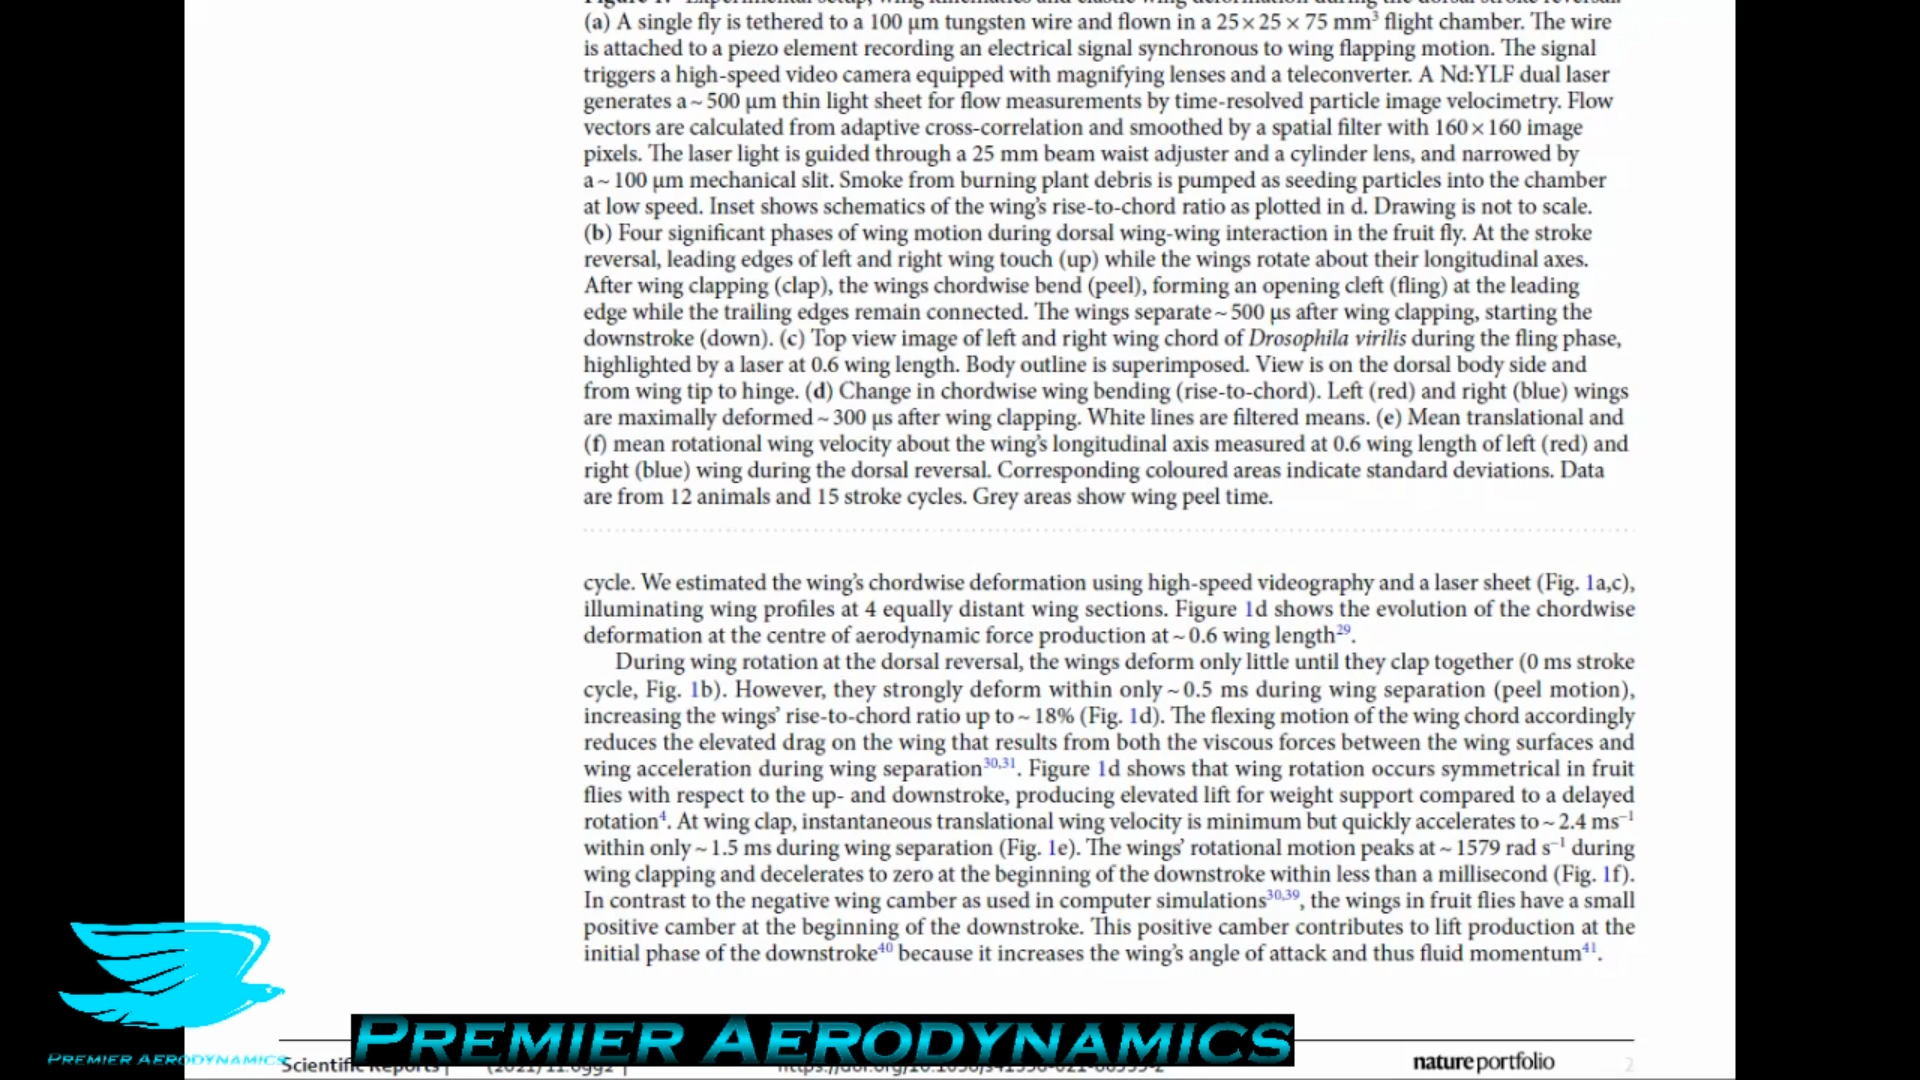 (a) A single fly is tethered to a 100 µm tungsten wire and flown in a 25 × 25 × 75 mm³ flight chamber. The wire
is attached to a piezo element recording an electrical signal synchronous to wing flapping motion. The signal
triggers a high-speed video camera equipped with magnifying lenses and a teleconverter. A Nd:YLF dual laser
generates a ~ 500 µm thin light sheet for flow measurements by time-resolved particle image velocimetry. Flow
vectors are calculated from adaptive cross-correlation and smoothed by a spatial filter with 160 × 160 image
pixels. The laser light is guided through a 25 mm beam waist adjuster and a cylinder lens, and narrowed by
a ~ 100 µm mechanical slit. Smoke from burning plant debris is pumped as seeding particles into the chamber
at low speed. Inset shows schematics of the wing's rise-to-chord ratio as plotted in d. Drawing is not to scale.
(b) Four significant phases of wing motion during dorsal wing-wing interaction in the fruit fly. At the stroke
reversal, leading edges of left and right wing touch (up) while the wings rotate about their longitudinal axes.
After wing clapping (clap), the wings chordwise bend (peel), forming an opening cleft (fling) at the leading
edge while the trailing edges remain connected. The wings separate ~ 500 µs after wing clapping, starting the
downstroke (down). (c) Top view image of left and right wing chord of Drosophila virilis during the fling phase,
highlighted by a laser at 0.6 wing length. Body outline is superimposed. View is on the dorsal body side and
from wing tip to hinge. (d) Change in chordwise wing bending (rise-to-chord). Left (red) and right (blue) wings
are maximally deformed ~ 300 µs after wing clapping. White lines are filtered means. (e) Mean translational and
(f) mean rotational wing velocity about the wing's longitudinal axis measured at 0.6 wing length of left (red) and
right (blue) wing during the dorsal reversal. Corresponding coloured areas indicate standard deviations. Data
are from 12 animals and 15 stroke cycles. Grey areas show wing peel time.
cycle. We estimated the wing's chordwise deformation using high-speed videography and a laser sheet (Fig. 1a,c),
illuminating wing profiles at 4 equally distant wing sections. Figure 1d shows the evolution of the chordwise
deformation at the centre of aerodynamic force production at ~ 0.6 wing length²⁹.
During wing rotation at the dorsal reversal, the wings deform only little until they clap together (0 ms stroke
cycle, Fig. 1b). However, they strongly deform within only ~ 0.5 ms during wing separation (peel motion),
increasing the wings' rise-to-chord ratio up to ~ 18% (Fig. 1d). The flexing motion of the wing chord accordingly
reduces the elevated drag on the wing that results from both the viscous forces between the wing surfaces and
wing acceleration during wing separation³⁰,³¹. Figure 1d shows that wing rotation occurs symmetrical in fruit
flies with respect to the up- and downstroke, producing elevated lift for weight support compared to a delayed
rotation⁴. At wing clap, instantaneous translational wing velocity is minimum but quickly accelerates to ~ 2.4 ms⁻¹
within only ~ 1.5 ms during wing separation (Fig. 1e). The wings' rotational motion peaks at ~ 1579 rad s⁻¹ during
wing clapping and decelerates to zero at the beginning of the downstroke within less than a millisecond (Fig. 1f).
In contrast to the negative wing camber as used in computer simulations³⁰,³⁹, the wings in fruit flies have a small
positive camber at the beginning of the downstroke. This positive camber contributes to lift production at the
initial phase of the downstroke⁴⁰ because it increases the wing's angle of attack and thus fluid momentum⁴¹.
PREMIER AERODYNAMICS
PREMIER AERODYNAMICS
Scientific Reports |
natureportfolio
2